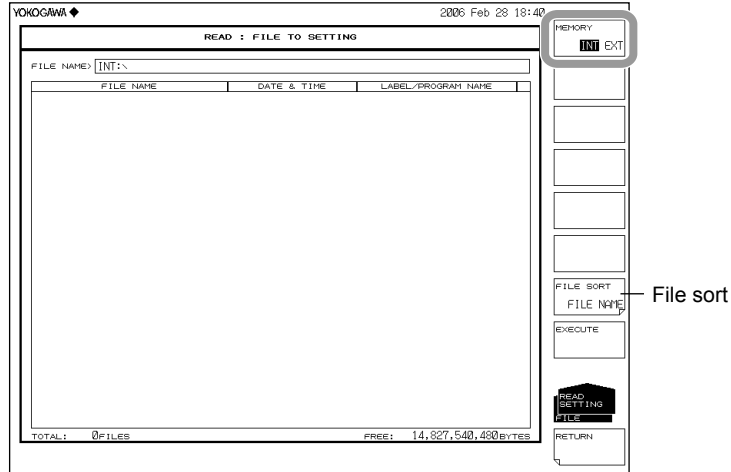 YOKOGAWA ◆ 2006 Feb 28 18:40
READ : FILE TO SETTING
FILE NAME> INT:\
FILE NAME DATE & TIME LABEL/PROGRAM NAME
TOTAL: 0FILES FREE: 14,827,540,480BYTES
MEMORY
INT EXT
FILE SORT
FILE NAME
EXECUTE
READ
SETTING
FILE
RETURN
File sort